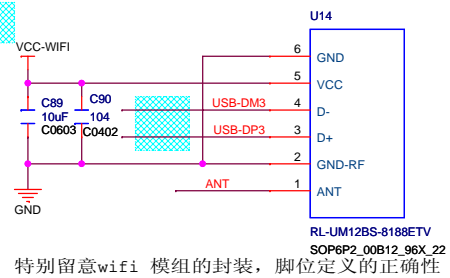 U14
VCC-WIFI
6 GND
5 VCC
C89
10uF
C0603
C90
104
C0402
USB-DM3 4 D-
USB-DP3 3 D+
2 GND-RF
ANT 1 ANT
GND
RL-UM12BS-8188ETV
SOP6P2_00B12_96X_22
特别留意wifi 模组的封装，脚位定义的正确性